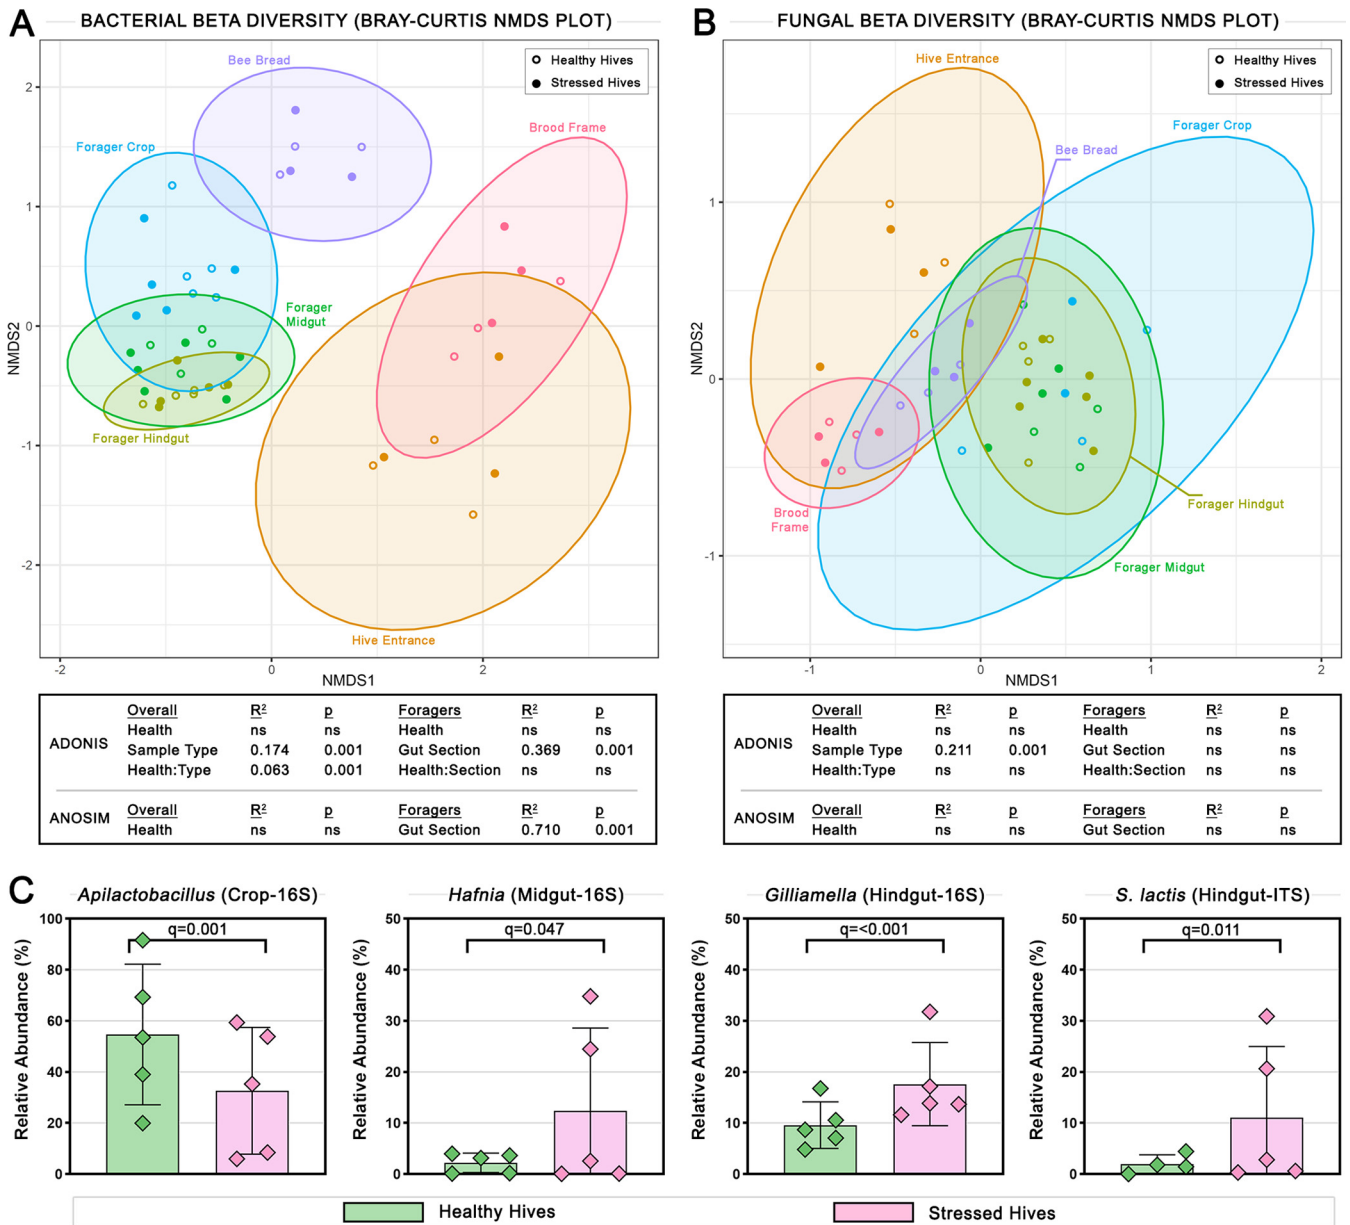 A BACTERIAL BETA DIVERSITY (BRAY-CURTIS NMDS PLOT)
Healthy Hives
Stressed Hives
Bee Bread
Brood Frame
Forager Crop
Forager
Midgut
Forager Hindgut
Hive Entrance
NMDS2
2
1
0
-1
-2
-2
0
2
NMDS1
Overall R² p Foragers R² p
ADONIS
Health ns ns Health ns ns
Sample Type 0.174 0.001 Gut Section 0.369 0.001
Health:Type 0.063 0.001 Health:Section ns ns
ANOSIM
Overall R² p Foragers R² p
Health ns ns Gut Section 0.710 0.001
B FUNGAL BETA DIVERSITY (BRAY-CURTIS NMDS PLOT)
Healthy Hives
Stressed Hives
Hive Entrance
Forager Crop
Bee Bread
Brood
Frame
Forager Hindgut
Forager Midgut
NMDS2
1
0
-1
-1
0
1
2
NMDS1
Overall R² p Foragers R² p
ADONIS
Health ns ns Health ns ns
Sample Type 0.211 0.001 Gut Section ns ns
Health:Type ns ns Health:Section ns ns
ANOSIM
Overall R² p Foragers R² p
Health ns ns Gut Section ns ns
C
Apilactobacillus (Crop-16S)
Relative Abundance (%)
100
80
60
40
20
0
q=0.001
Hafnia (Midgut-16S)
Relative Abundance (%)
50
40
30
20
10
0
q=0.047
Gilliamella (Hindgut-16S)
Relative Abundance (%)
50
40
30
20
10
0
q=<0.001
S. lactis (Hindgut-ITS)
Relative Abundance (%)
50
40
30
20
10
0
q=0.011
Healthy Hives
Stressed Hives